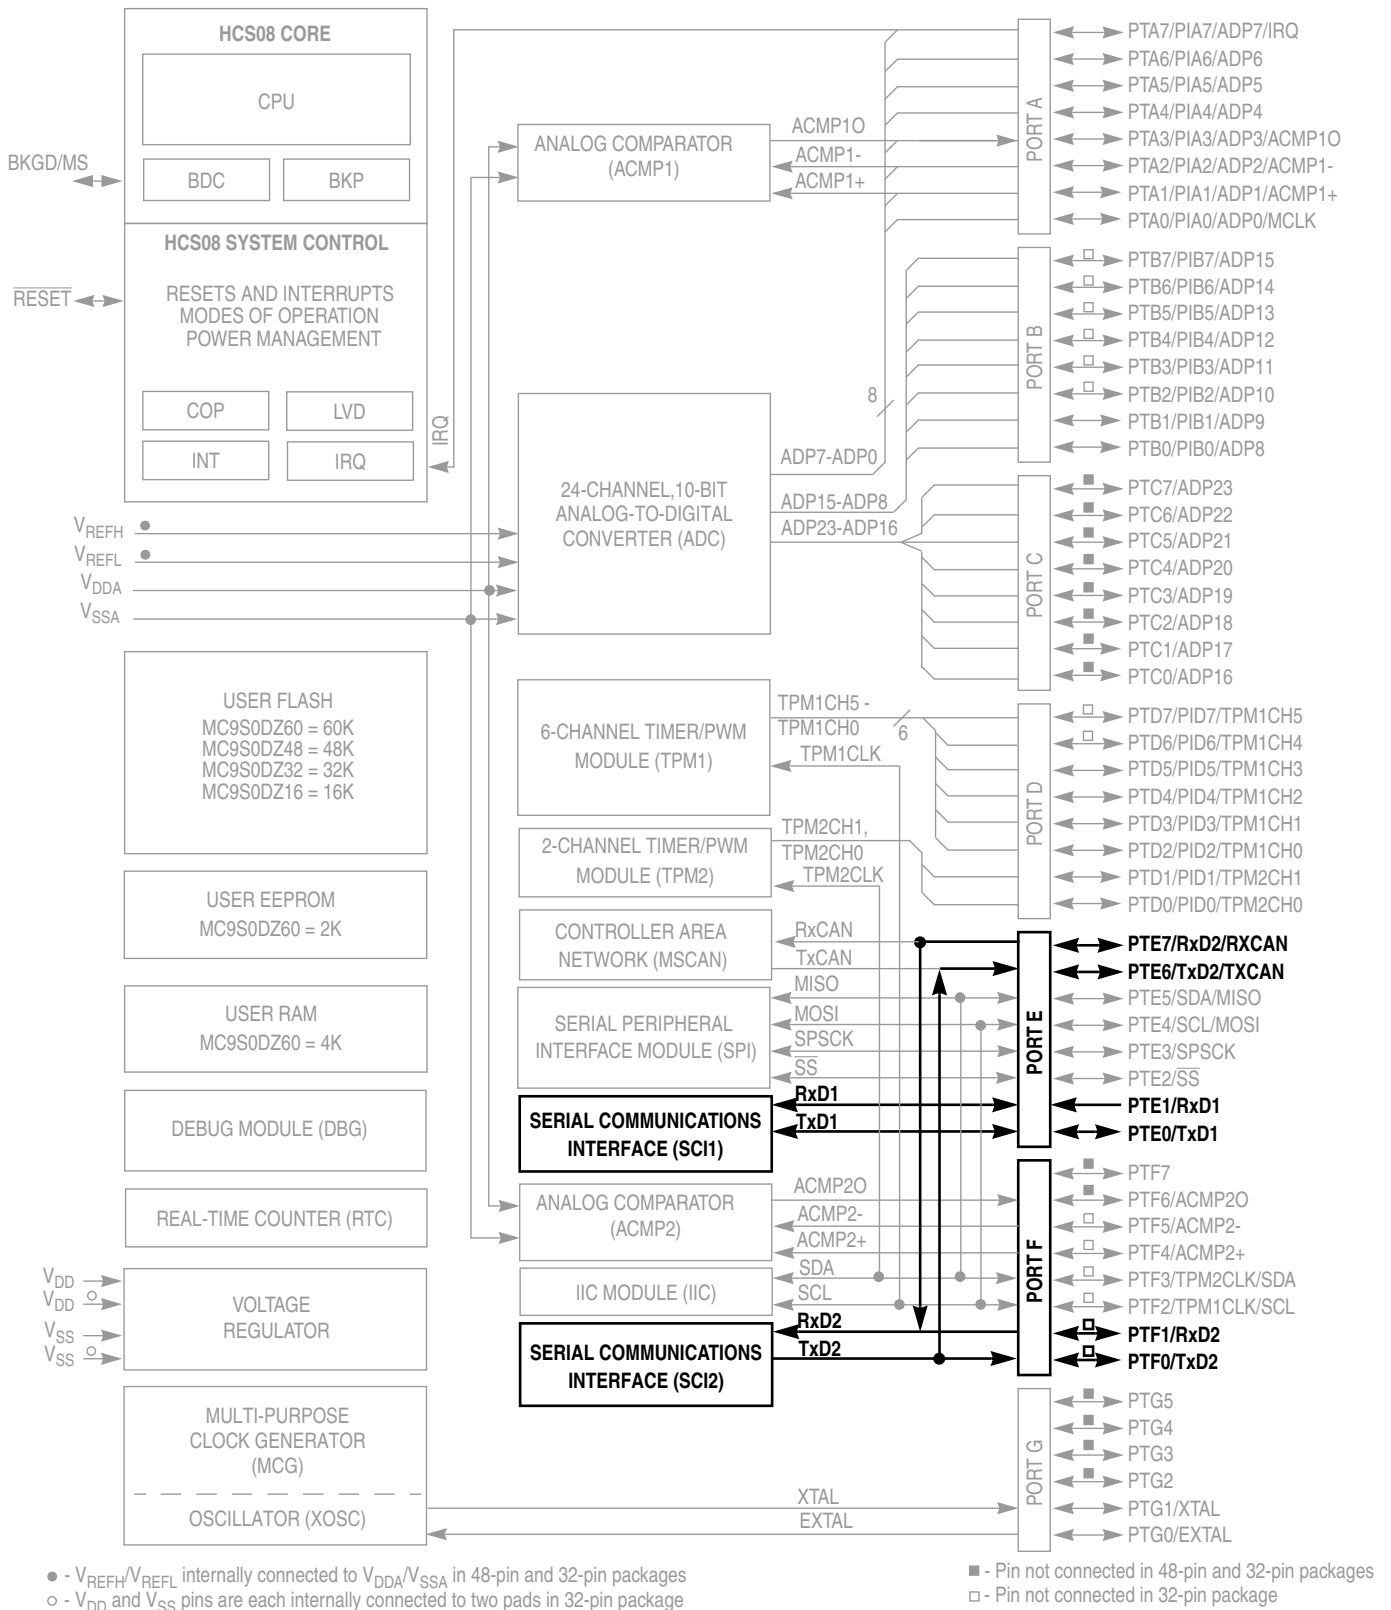 HCS08 CORE
CPU
BDC
BKP
BKGD/MS
HCS08 SYSTEM CONTROL
RESETS AND INTERRUPTS
MODES OF OPERATION
POWER MANAGEMENT
RESET
COP
LVD
INT
IRQ
IRQ
VREFH
VREFL
VDDA
VSSA
USER FLASH
MC9S0DZ60 = 60K
MC9S0DZ48 = 48K
MC9S0DZ32 = 32K
MC9S0DZ16 = 16K
USER EEPROM
MC9S0DZ60 = 2K
USER RAM
MC9S0DZ60 = 4K
DEBUG MODULE (DBG)
REAL-TIME COUNTER (RTC)
VDD
VDD
VSS
VSS
VOLTAGE
REGULATOR
MULTI-PURPOSE
CLOCK GENERATOR
(MCG)
OSCILLATOR (XOSC)
ANALOG COMPARATOR
(ACMP1)
ACMP1O
ACMP1-
ACMP1+
24-CHANNEL,10-BIT
ANALOG-TO-DIGITAL
CONVERTER (ADC)
8
ADP7-ADP0
ADP15-ADP8
ADP23-ADP16
6-CHANNEL TIMER/PWM
MODULE (TPM1)
TPM1CH5 -
TPM1CH0
6
TPM1CLK
2-CHANNEL TIMER/PWM
MODULE (TPM2)
TPM2CH1,
TPM2CH0
TPM2CLK
CONTROLLER AREA
NETWORK (MSCAN)
RxCAN
TxCAN
SERIAL PERIPHERAL
INTERFACE MODULE (SPI)
MISO
MOSI
SPSCK
SS
SERIAL COMMUNICATIONS
INTERFACE (SCI1)
RxD1
TxD1
ANALOG COMPARATOR
(ACMP2)
ACMP2O
ACMP2-
ACMP2+
IIC MODULE (IIC)
SDA
SCL
SERIAL COMMUNICATIONS
INTERFACE (SCI2)
RxD2
TxD2
XTAL
EXTAL
PORT A
PTA7/PIA7/ADP7/IRQ
PTA6/PIA6/ADP6
PTA5/PIA5/ADP5
PTA4/PIA4/ADP4
PTA3/PIA3/ADP3/ACMP1O
PTA2/PIA2/ADP2/ACMP1-
PTA1/PIA1/ADP1/ACMP1+
PTA0/PIA0/ADP0/MCLK
PORT B
PTB7/PIB7/ADP15
PTB6/PIB6/ADP14
PTB5/PIB5/ADP13
PTB4/PIB4/ADP12
PTB3/PIB3/ADP11
PTB2/PIB2/ADP10
PTB1/PIB1/ADP9
PTB0/PIB0/ADP8
PORT C
PTC7/ADP23
PTC6/ADP22
PTC5/ADP21
PTC4/ADP20
PTC3/ADP19
PTC2/ADP18
PTC1/ADP17
PTC0/ADP16
PORT D
PTD7/PID7/TPM1CH5
PTD6/PID6/TPM1CH4
PTD5/PID5/TPM1CH3
PTD4/PID4/TPM1CH2
PTD3/PID3/TPM1CH1
PTD2/PID2/TPM1CH0
PTD1/PID1/TPM2CH1
PTD0/PID0/TPM2CH0
PORT E
PTE7/RxD2/RXCAN
PTE6/TxD2/TXCAN
PTE5/SDA/MISO
PTE4/SCL/MOSI
PTE3/SPSCK
PTE2/SS
PTE1/RxD1
PTE0/TxD1
PORT F
PTF7
PTF6/ACMP2O
PTF5/ACMP2-
PTF4/ACMP2+
PTF3/TPM2CLK/SDA
PTF2/TPM1CLK/SCL
PTF1/RxD2
PTF0/TxD2
PORT G
PTG5
PTG4
PTG3
PTG2
PTG1/XTAL
PTG0/EXTAL
● - VREFH/VREFL internally connected to VDDA/VSSA in 48-pin and 32-pin packages
○ - VDD and VSS pins are each internally connected to two pads in 32-pin package
■ - Pin not connected in 48-pin and 32-pin packages
□ - Pin not connected in 32-pin package